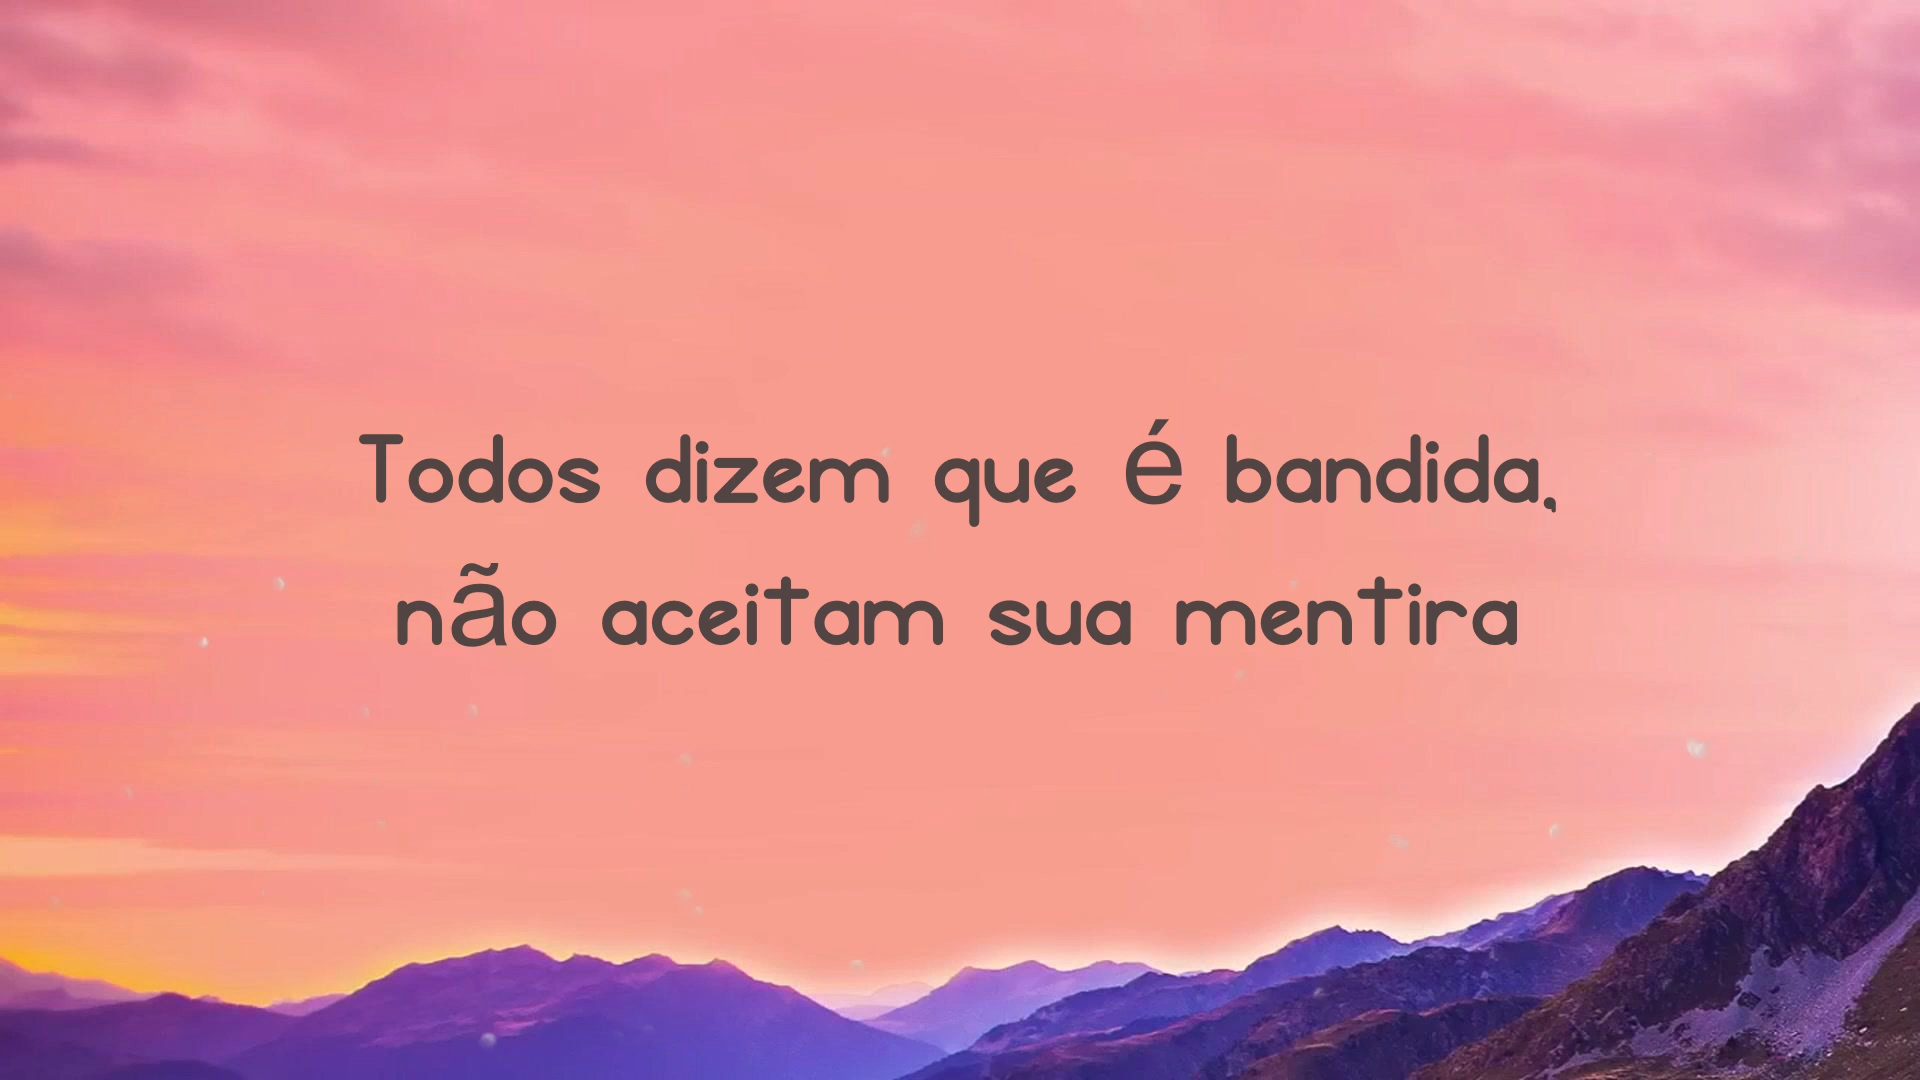 Todos dizem que é bandida,
não aceitam sua mentira